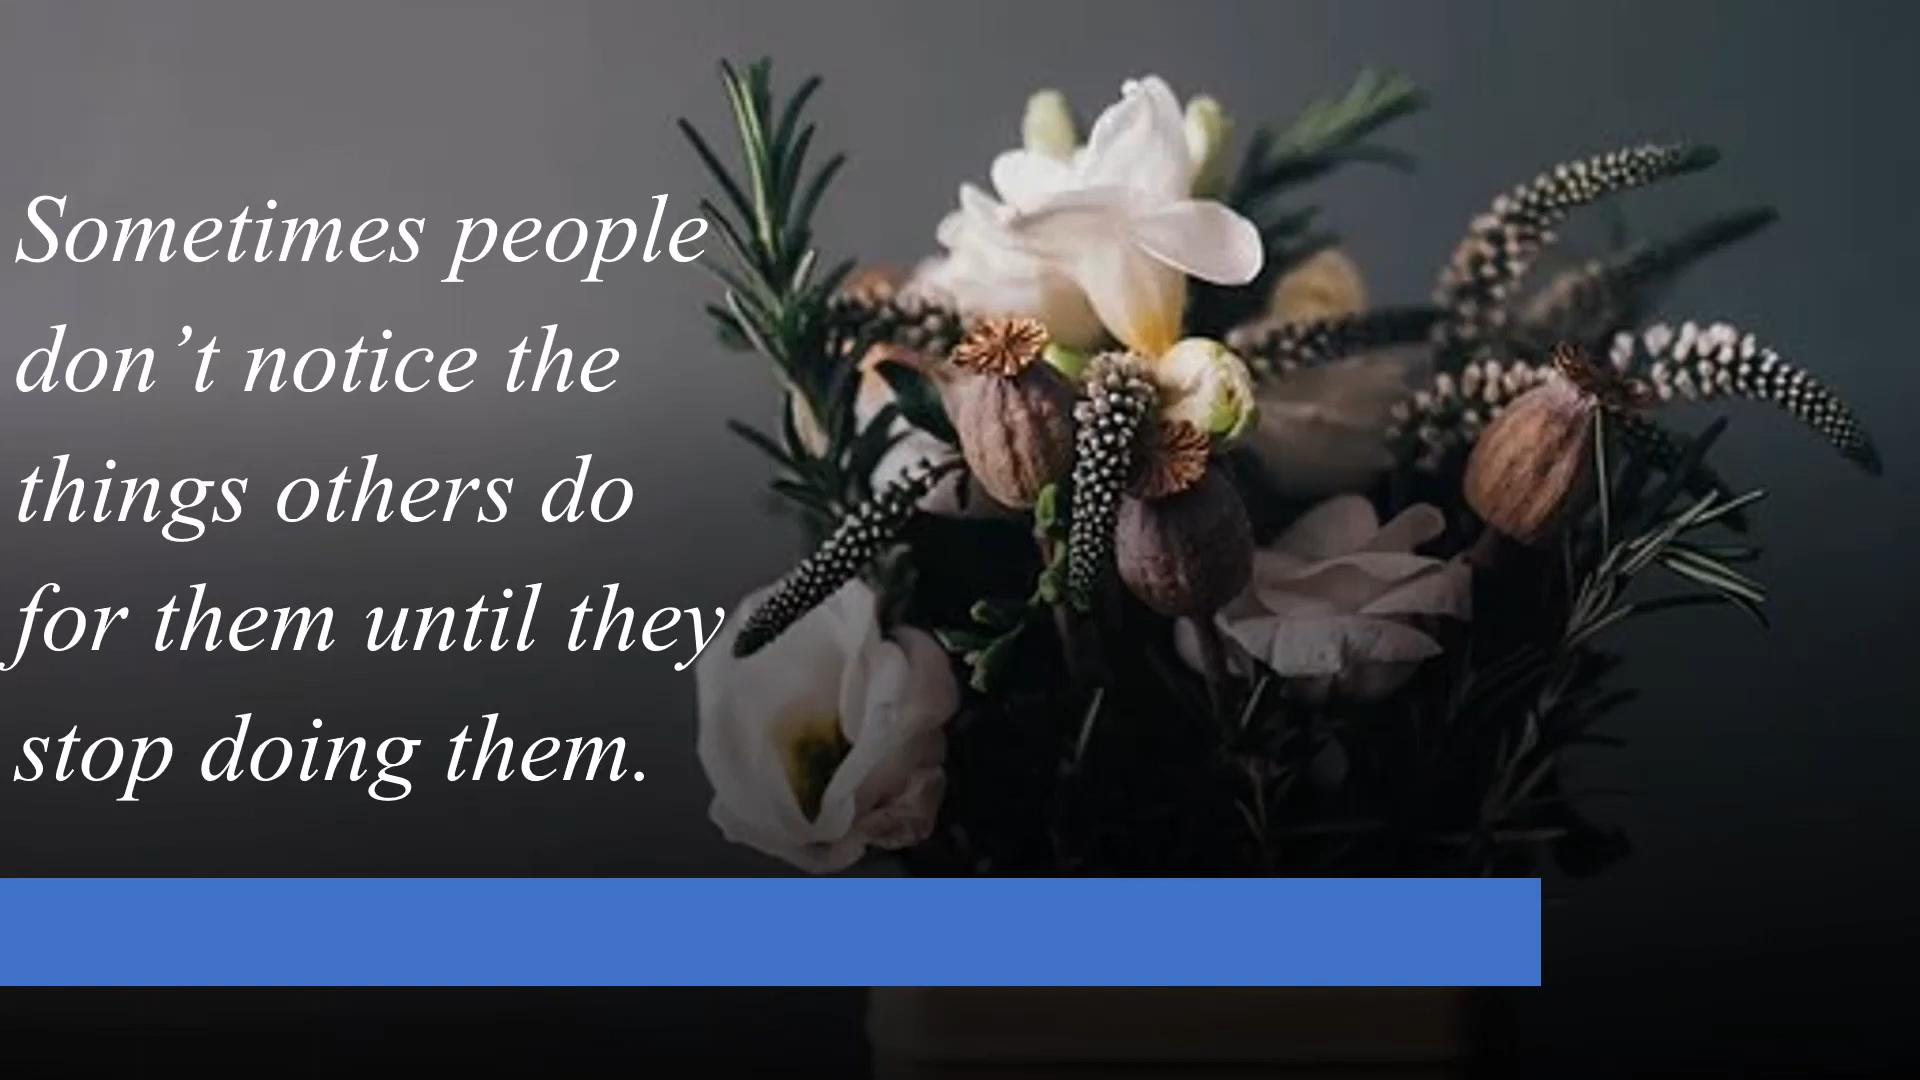 Sometimes people
don’t notice the
things others do
for them until they
stop doing them.